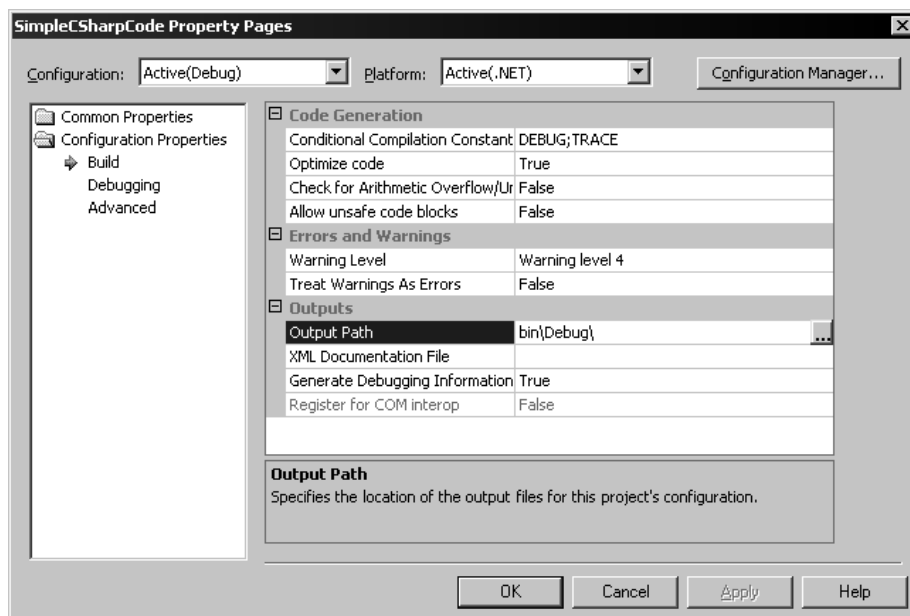 SimpleCSharpCode Property Pages
Configuration: Active(Debug) Platform: Active(.NET) Configuration Manager...
Common Properties
Configuration Properties
Build
Debugging
Advanced
Code Generation
Conditional Compilation Constant DEBUG;TRACE
Optimize code True
Check for Arithmetic Overflow/Ur False
Allow unsafe code blocks False
Errors and Warnings
Warning Level Warning level 4
Treat Warnings As Errors False
Outputs
Output Path bin\Debug\ ...
XML Documentation File
Generate Debugging Information True
Register for COM interop False
Output Path
Specifies the location of the output files for this project's configuration.
OK Cancel Apply Help